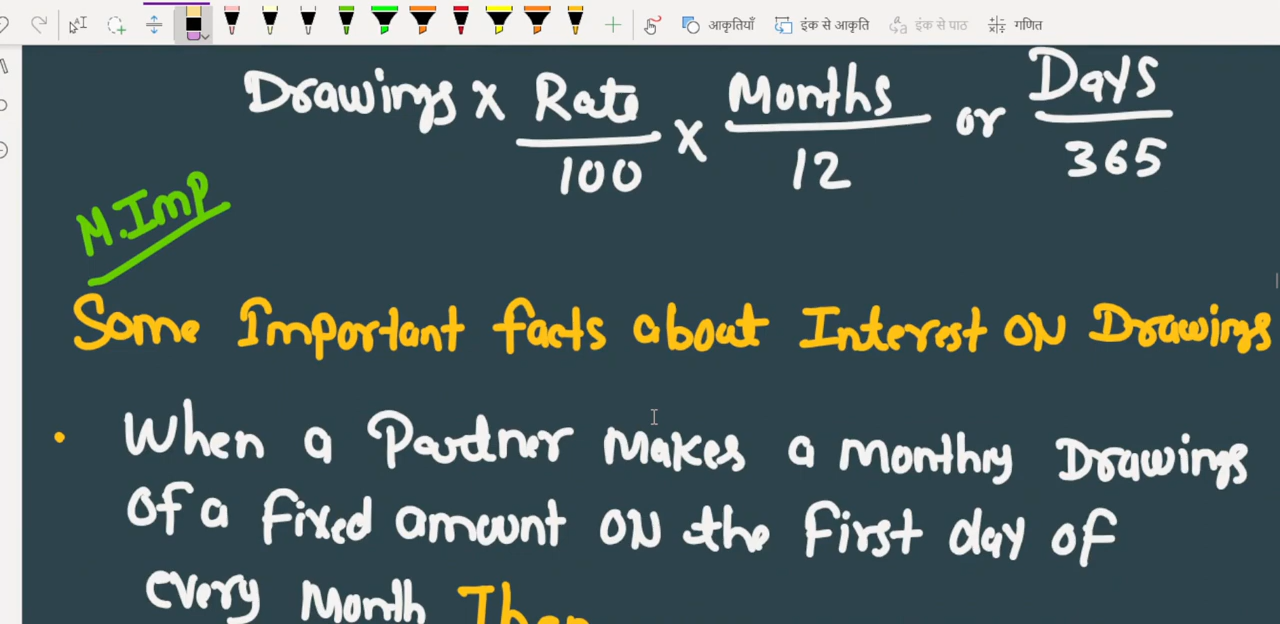 आकृतियाँ इंक से आकृति इंक से पाठ गणित
Drawings x Rate/100 x Months/12 or Days/365
M.Imp
Some Important facts about Interest ON Drawings
• When a Partner makes a monthly Drawings
of a fixed amount ON the first day of
every Month Then